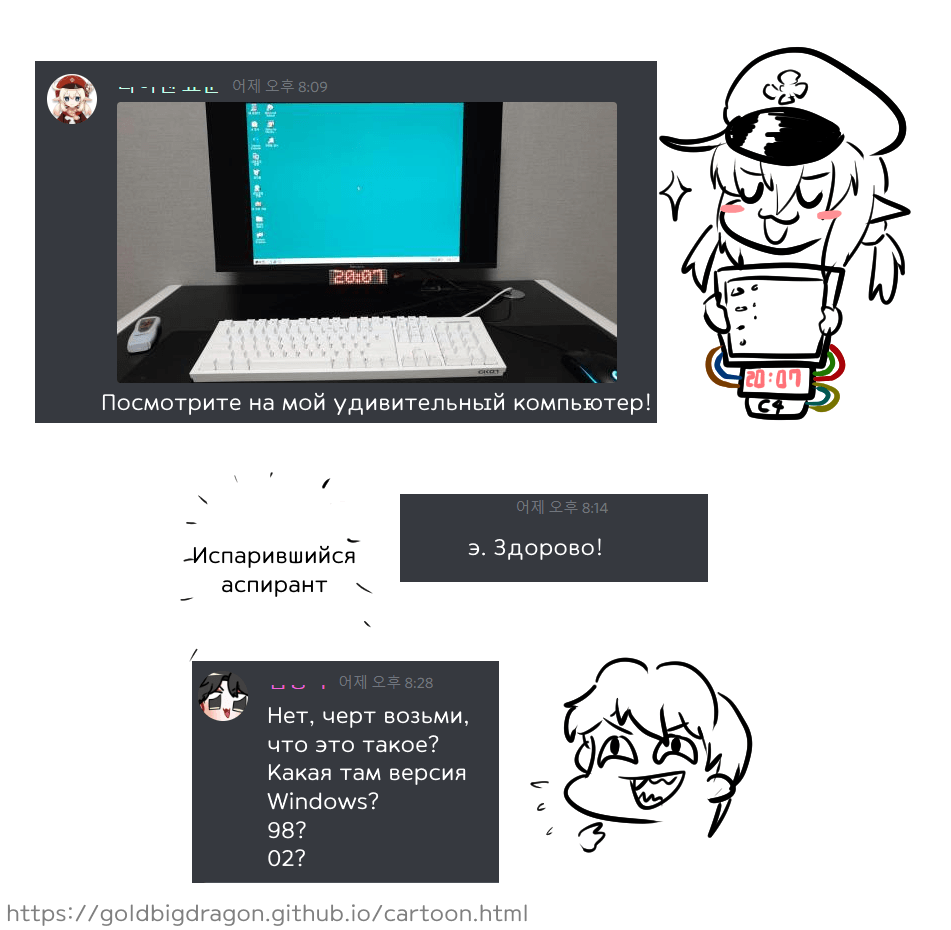 어제 오후 8:09
20:07
Посмотрите на мой удивительный компьютер!
20:07
C4
Испарившийся
аспирант
어제 오후 8:14
э. Здорово!
어제 오후 8:28
Нет, черт возьми,
что это такое?
Какая там версия
Windows?
98?
02?
https://goldbigdragon.github.io/cartoon.html